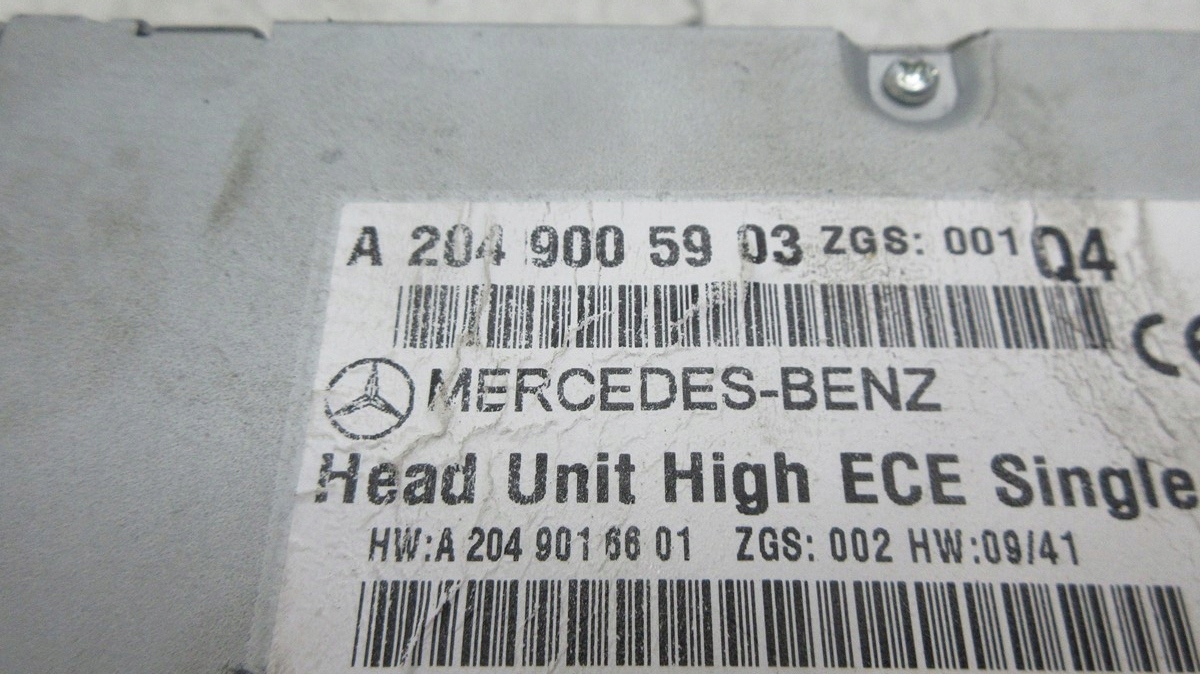 A 204 900 59 03 ZGS: 001 Q4
CE
MERCEDES-BENZ
Head Unit High ECE Single
HW:A 204 901 66 01 ZGS: 002 HW:09/41